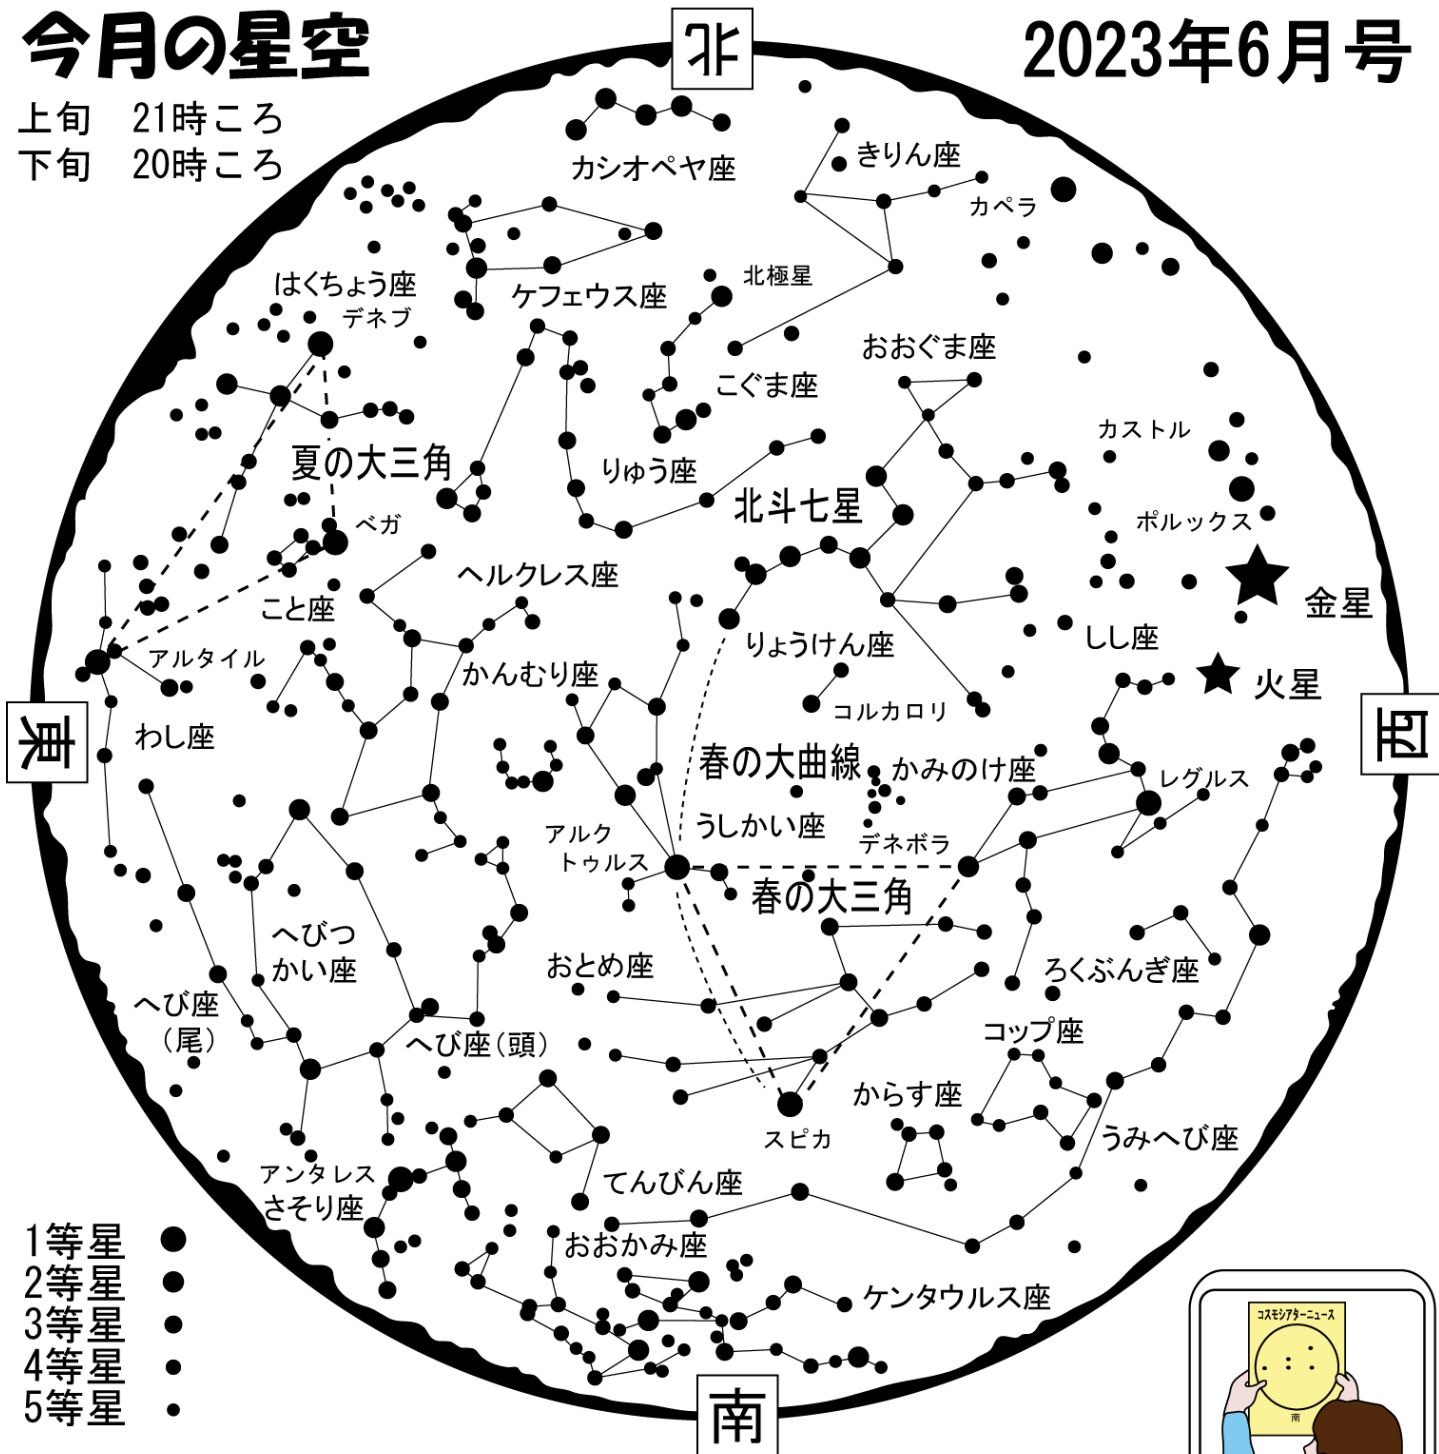 今月の星空
2023年6月号
上旬 21時ころ
下旬 20時ころ
北
カシオペヤ座
きりん座
カペラ
はくちょう座
デネブ
ケフェウス座
北極星
こぐま座
おおぐま座
カストル
夏の大三角
りゅう座
北斗七星
ポルックス
ベガ
ヘルクレス座
こと座
金星
アルタイル
かんむり座
りょうけん座
しし座
火星
コルカロリ
東
わし座
西
春の大曲線
かみのけ座
レグルス
アルク
トゥルス
うしかい座
デネボラ
春の大三角
へびつ
かい座
おとめ座
ろくぶんぎ座
へび座
（尾）
へび座（頭）
コップ座
からす座
スピカ
うみへび座
アンタレス
さそり座
てんびん座
おおかみ座
ケンタウルス座
1等星
2等星
3等星
4等星
5等星
南
コスモシアターニュース
南